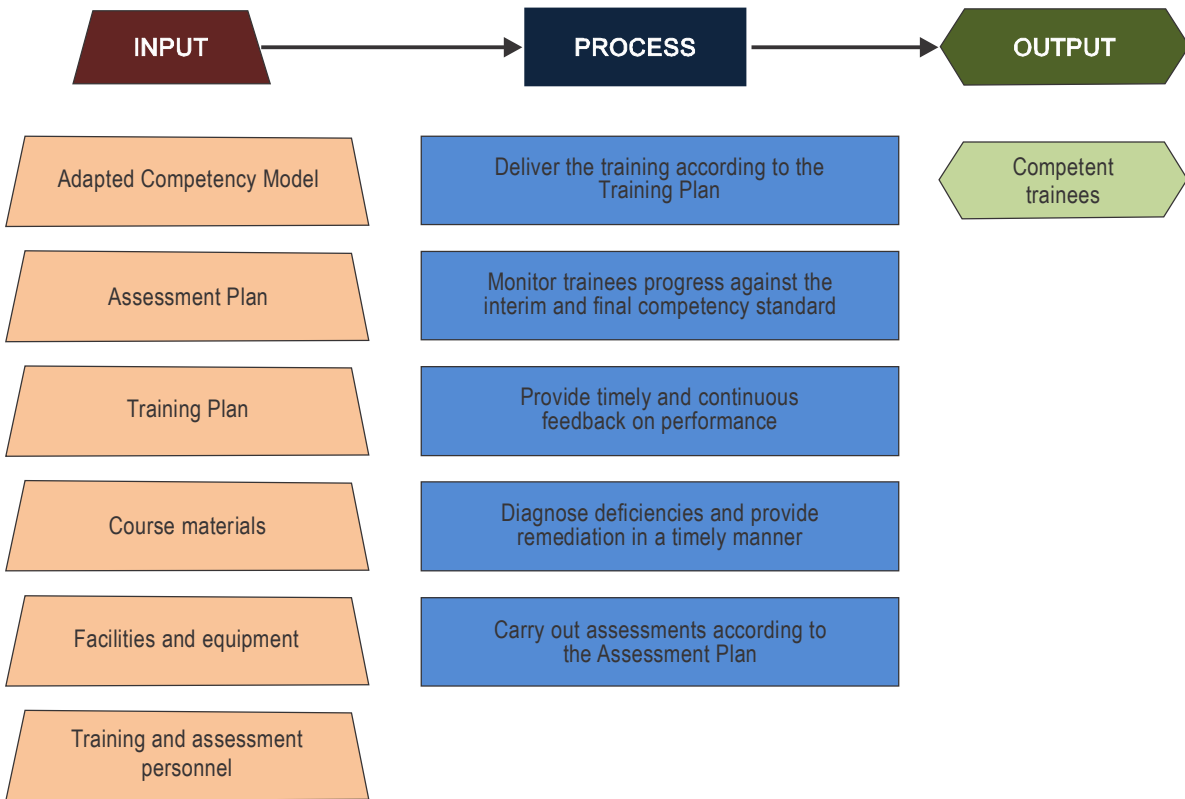 INPUT
PROCESS
OUTPUT
Adapted Competency Model
Deliver the training according to the
Training Plan
Competent
trainees
Assessment Plan
Monitor trainees progress against the
interim and final competency standard
Training Plan
Provide timely and continuous
feedback on performance
Course materials
Diagnose deficiencies and provide
remediation in a timely manner
Facilities and equipment
Carry out assessments according to
the Assessment Plan
Training and assessment
personnel